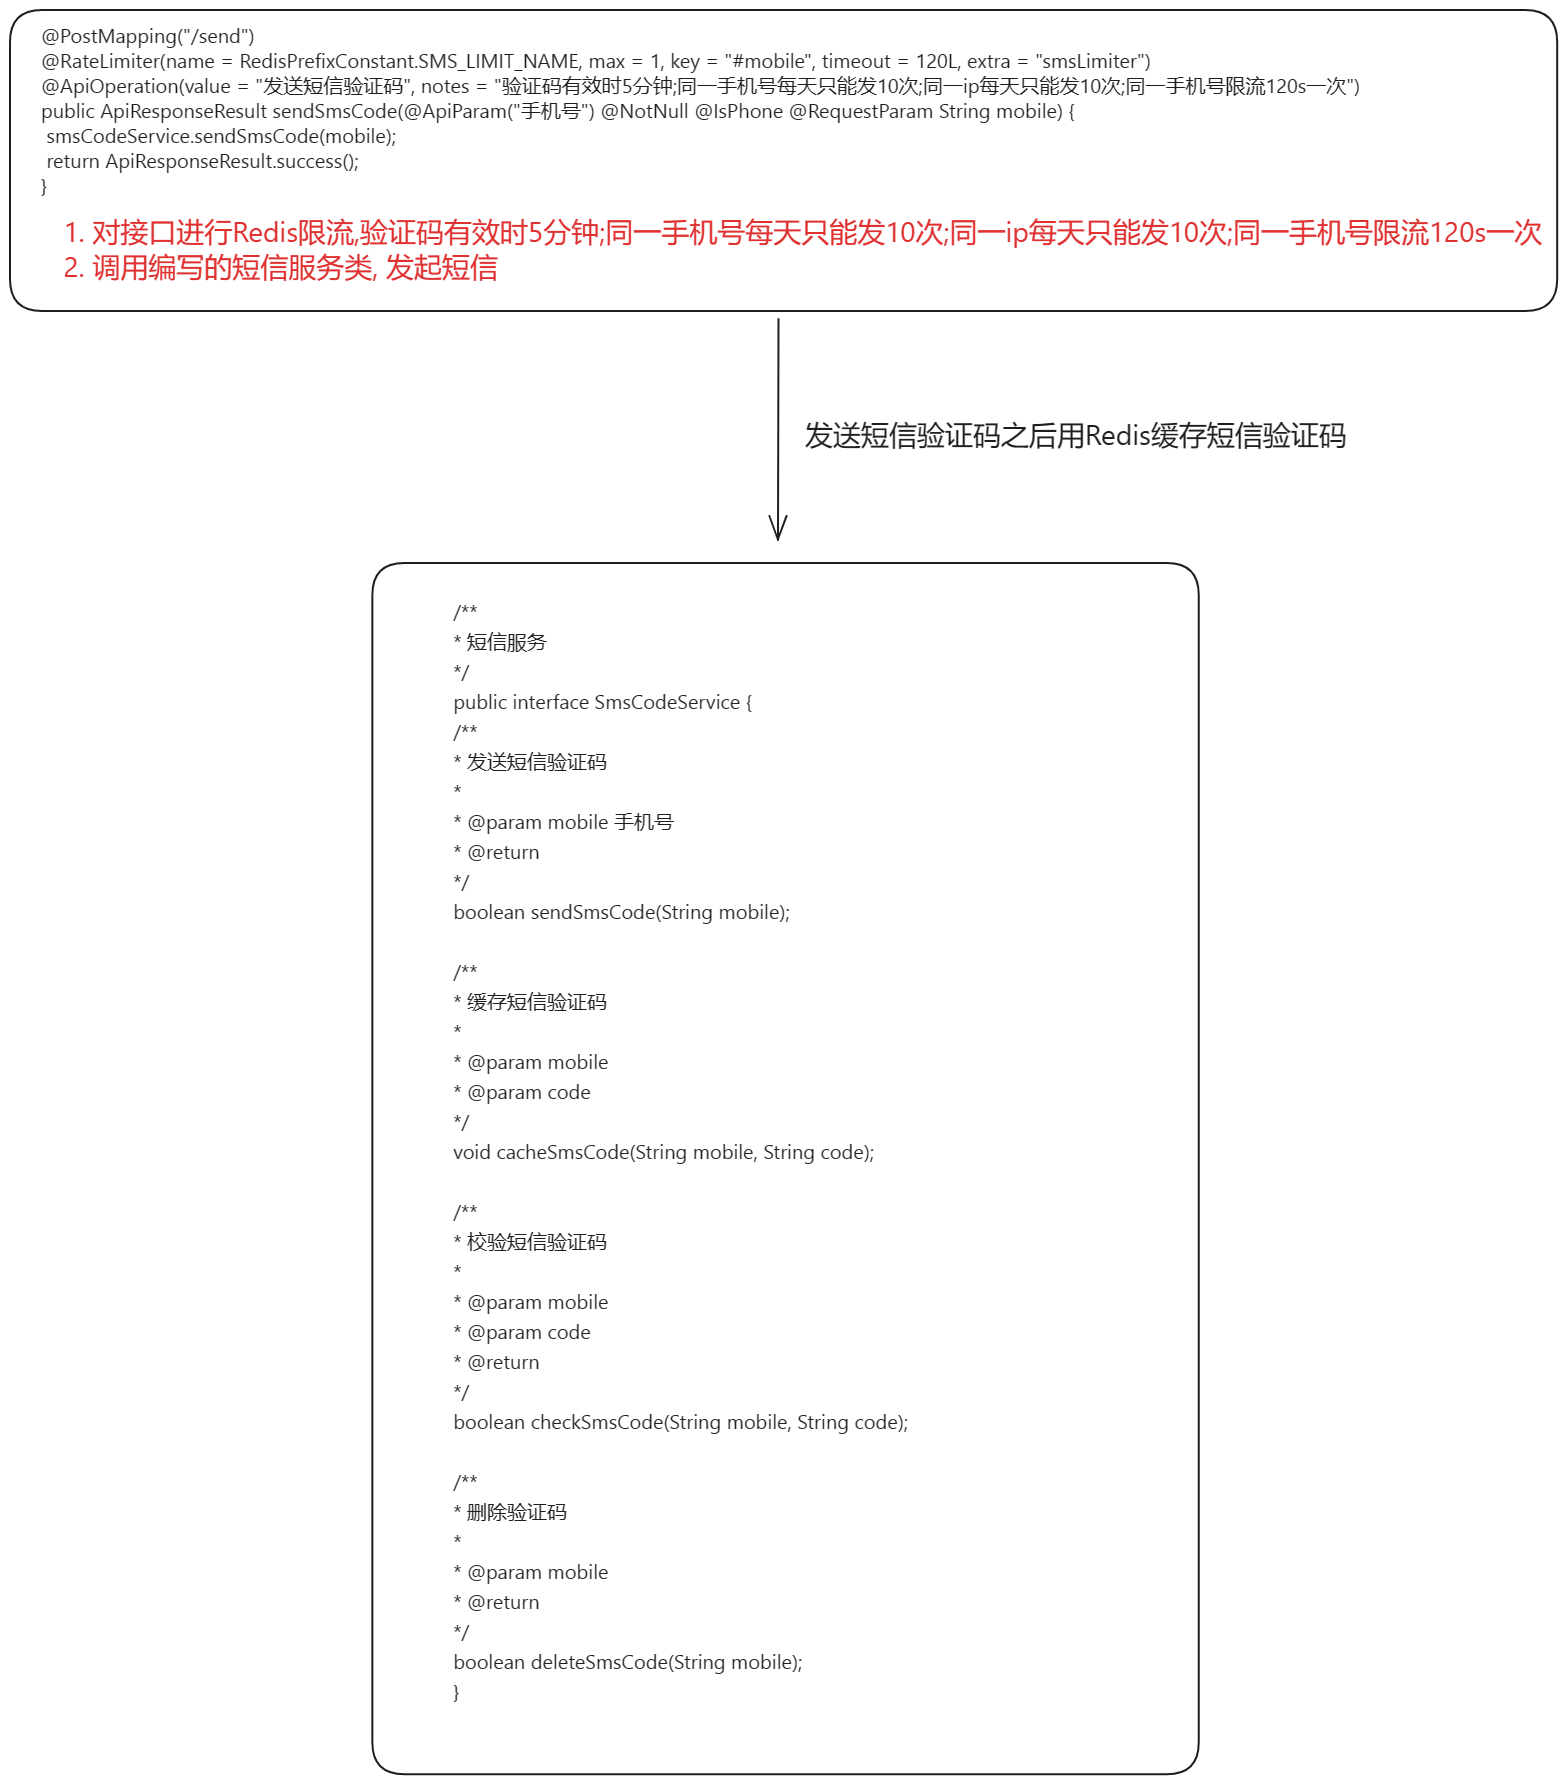 @PostMapping("/send")
@RateLimiter(name = RedisPrefixConstant.SMS_LIMIT_NAME, max = 1, key = "#mobile", timeout = 120L, extra = "smsLimiter")
@ApiOperation(value = "发送短信验证码", notes = "验证码有效时5分钟;同一手机号每天只能发10次;同一ip每天只能发10次;同一手机号限流120s一次")
public ApiResponseResult sendSmsCode(@ApiParam("手机号") @NotNull @IsPhone @RequestParam String mobile) {
smsCodeService.sendSmsCode(mobile);
return ApiResponseResult.success();
}
1. 对接口进行Redis限流,验证码有效时5分钟;同一手机号每天只能发10次;同一ip每天只能发10次;同一手机号限流120s一次
2. 调用编写的短信服务类, 发起短信
发送短信验证码之后用Redis缓存短信验证码
/**
* 短信服务
*/
public interface SmsCodeService {
/**
* 发送短信验证码
*
* @param mobile 手机号
* @return
*/
boolean sendSmsCode(String mobile);
/**
* 缓存短信验证码
*
* @param mobile
* @param code
*/
void cacheSmsCode(String mobile, String code);
/**
* 校验短信验证码
*
* @param mobile
* @param code
* @return
*/
boolean checkSmsCode(String mobile, String code);
/**
* 删除验证码
*
* @param mobile
* @return
*/
boolean deleteSmsCode(String mobile);
}